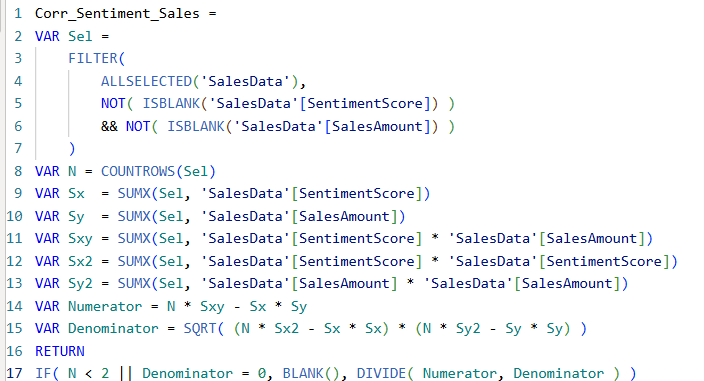 1 Corr_Sentiment_Sales =
2 VAR Sel =
3 FILTER(
4 ALLSELECTED('SalesData'),
5 NOT( ISBLANK('SalesData'[SentimentScore]) )
6 && NOT( ISBLANK('SalesData'[SalesAmount]) )
7 )
8 VAR N = COUNTROWS(Sel)
9 VAR Sx  = SUMX(Sel, 'SalesData'[SentimentScore])
10 VAR Sy  = SUMX(Sel, 'SalesData'[SalesAmount])
11 VAR Sxy = SUMX(Sel, 'SalesData'[SentimentScore] * 'SalesData'[SalesAmount])
12 VAR Sx2 = SUMX(Sel, 'SalesData'[SentimentScore] * 'SalesData'[SentimentScore])
13 VAR Sy2 = SUMX(Sel, 'SalesData'[SalesAmount] * 'SalesData'[SalesAmount])
14 VAR Numerator = N * Sxy - Sx * Sy
15 VAR Denominator = SQRT( (N * Sx2 - Sx * Sx) * (N * Sy2 - Sy * Sy) )
16 RETURN
17 IF( N < 2 || Denominator = 0, BLANK(), DIVIDE( Numerator, Denominator ) )